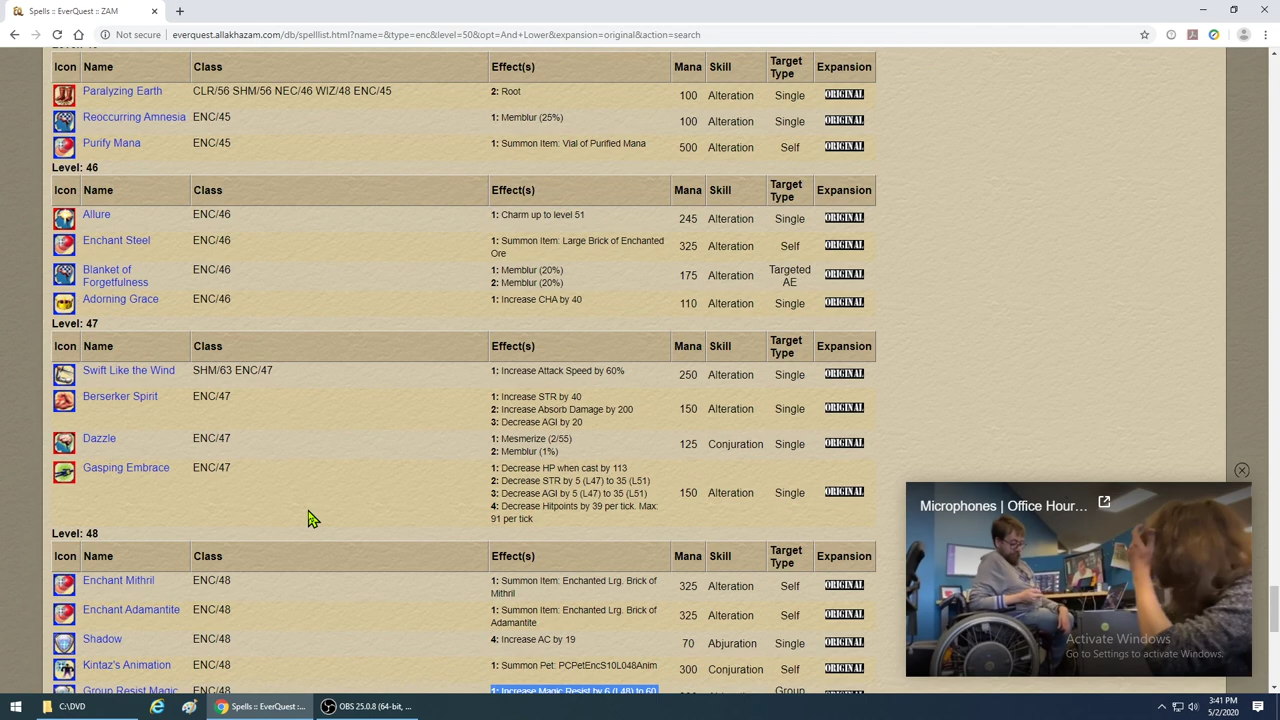 Spells :: EverQuest :: ZAM
Not secure | everquest.allakhazam.com/db/spelllist.html?name=&type=enc&level=50&opt=And+Lower&expansion=original&action=search
Icon Name Class Effect(s) Mana Skill Target Type Expansion
Paralyzing Earth CLR/56 SHM/56 NEC/46 WIZ/48 ENC/45 2: Root 100 Alteration Single ORIGINAL
Reoccurring Amnesia ENC/45 1: Memblur (25%) 100 Alteration Single ORIGINAL
Purify Mana ENC/45 1: Summon Item: Vial of Purified Mana 500 Alteration Self ORIGINAL
Level: 46
Icon Name Class Effect(s) Mana Skill Target Type Expansion
Allure ENC/46 1: Charm up to level 51 245 Alteration Single ORIGINAL
Enchant Steel ENC/46 1: Summon Item: Large Brick of Enchanted Ore 325 Alteration Self ORIGINAL
Blanket of Forgetfulness ENC/46 1: Memblur (20%) 2: Memblur (20%) 175 Alteration Targeted AE ORIGINAL
Adorning Grace ENC/46 1: Increase CHA by 40 110 Alteration Single ORIGINAL
Level: 47
Icon Name Class Effect(s) Mana Skill Target Type Expansion
Swift Like the Wind SHM/63 ENC/47 1: Increase Attack Speed by 60% 250 Alteration Single ORIGINAL
Berserker Spirit ENC/47 1: Increase STR by 40 2: Increase Absorb Damage by 200 3: Decrease AGI by 20 150 Alteration Single ORIGINAL
Dazzle ENC/47 1: Mesmerize (2/55) 2: Memblur (1%) 125 Conjuration Single ORIGINAL
Gasping Embrace ENC/47 1: Decrease HP when cast by 113 2: Decrease STR by 5 (L47) to 35 (L51) 3: Decrease AGI by 5 (L47) to 35 (L51) 4: Decrease Hitpoints by 39 per tick. Max: 91 per tick 150 Alteration Single ORIGINAL
Level: 48
Icon Name Class Effect(s) Mana Skill Target Type Expansion
Enchant Mithril ENC/48 1: Summon Item: Enchanted Lrg. Brick of Mithril 325 Alteration Self ORIGINAL
Enchant Adamantite ENC/48 1: Summon Item: Enchanted Lrg. Brick of Adamantite 325 Alteration Self ORIGINAL
Shadow ENC/48 4: Increase AC by 19 70 Abjuration Single ORIGINAL
Kintaz's Animation ENC/48 1: Summon Pet: PCPetEncS10L048Anim 300 Conjuration Self ORIGINAL
Group Resist Magic ENC/48 1: Increase Magic Resist by 6 (L48) to 60 Group
Microphones | Office Hour...
Activate Windows
Go to Settings to activate Windows.
C:\DVD
Spells :: EverQuest :...
OBS 25.0.8 (64-bit, ...
3:41 PM
5/2/2020